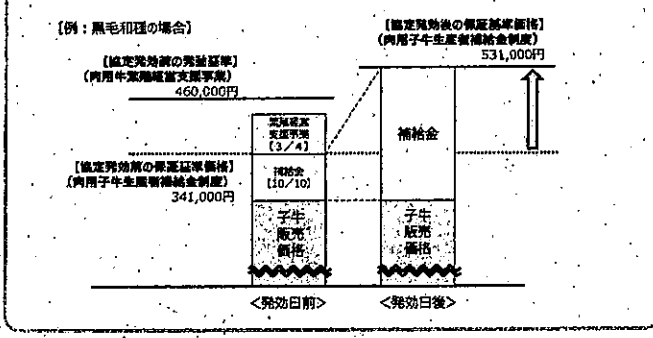 [例：黒毛和種の場合]
【協定発効後の保証基準価格】
(肉用子牛生産者補給金制度)
531,000円
【協定発効前の発動基準】
(肉用牛繁殖経営支援事業)
460,000円
繁殖経営
支援事業
[3/4]
補給金
【協定発効前の保証基準価格】
(肉用子牛生産者補給金制度)
341,000円
補給金
[10/10]
子牛
販売
価格
子牛
販売
価格
<発効日前>
<発効日後>